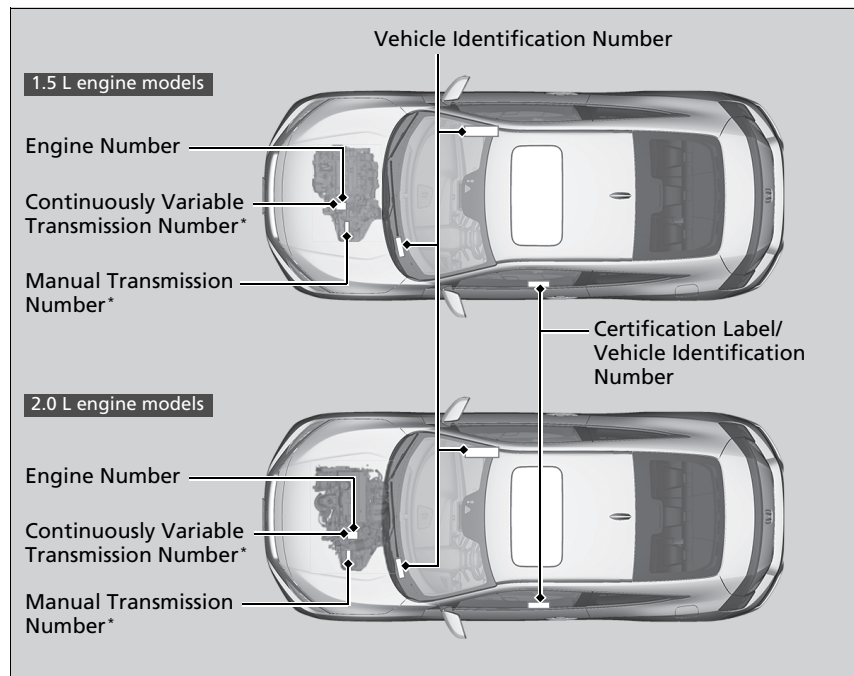 Vehicle Identification Number
1.5 L engine models
Engine Number
Continuously Variable
Transmission Number*
Manual Transmission
Number*
Certification Label/
Vehicle Identification
Number
2.0 L engine models
Engine Number
Continuously Variable
Transmission Number*
Manual Transmission
Number*